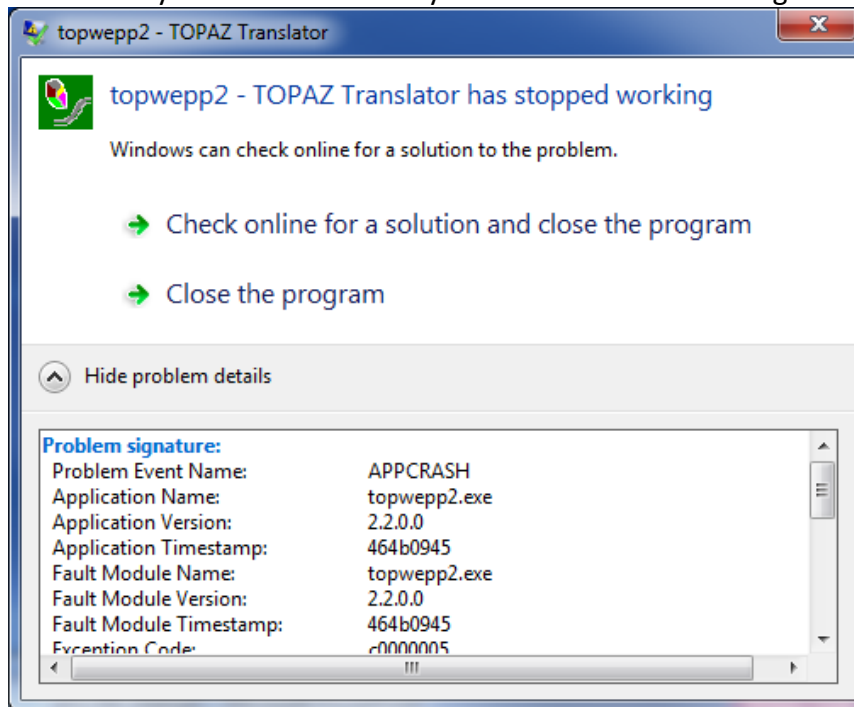 topwepp2 - TOPAZ Translator
topwepp2 - TOPAZ Translator has stopped working
Windows can check online for a solution to the problem.
Check online for a solution and close the program
Close the program
Hide problem details
Problem signature:
Problem Event Name: APPCRASH
Application Name: topwepp2.exe
Application Version: 2.2.0.0
Application Timestamp: 464b0945
Fault Module Name: topwepp2.exe
Fault Module Version: 2.2.0.0
Fault Module Timestamp: 464b0945
Exception Code: c0000005